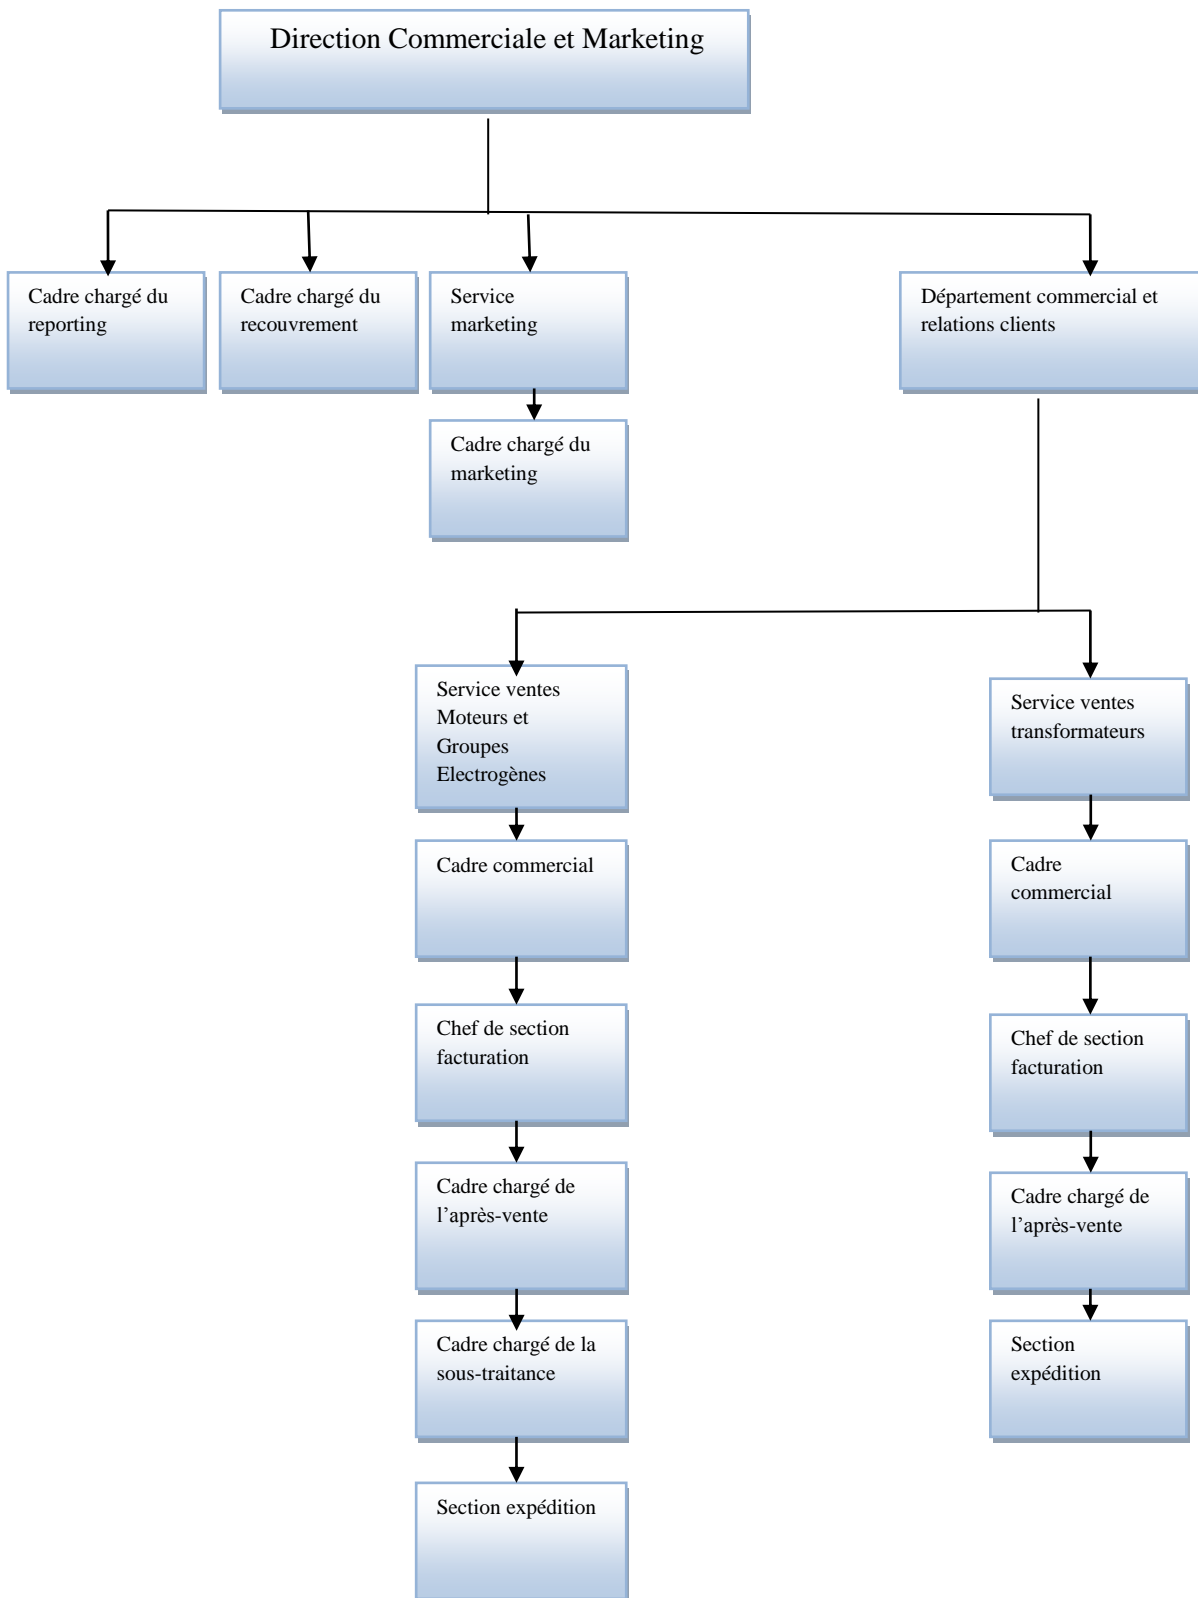 Direction Commerciale et Marketing
Cadre chargé du
reporting
Cadre chargé du
recouvrement
Service
marketing
Département commercial et
relations clients
Cadre chargé du
marketing
Service ventes
Moteurs et
Groupes
Electrogènes
Service ventes
transformateurs
Cadre commercial
Cadre
commercial
Chef de section
facturation
Chef de section
facturation
Cadre chargé de
l’après-vente
Cadre chargé de
l’après-vente
Cadre chargé de la
sous-traitance
Section
expédition
Section expédition